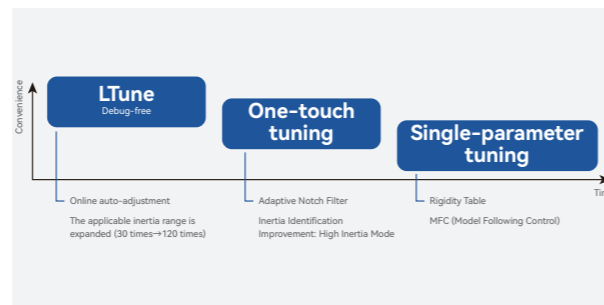 Convenience
LTune
Debug-free
One-touch
tuning
Single-parameter
tuning
Online auto-adjustment
The applicable inertia range is
expanded (30 times→120 times)
Adaptive Notch Filter
Inertia Identification
Improvement: High Inertia Mode
Rigidity Table
MFC (Model Following Control)